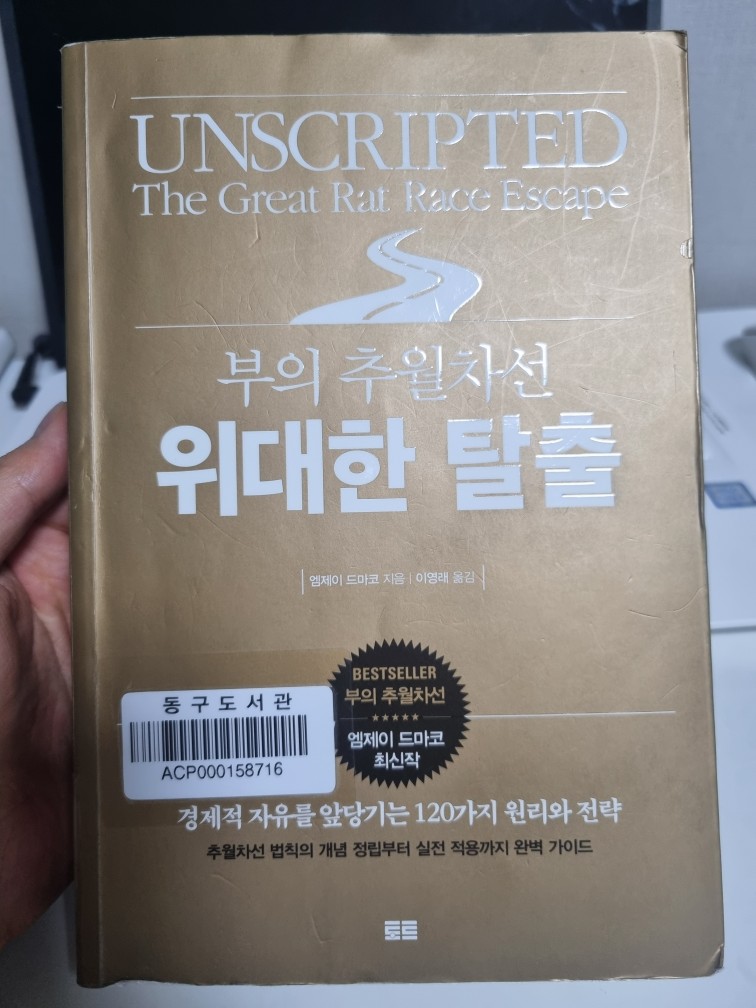 UNSCRIPTED
The Great Rat Race Escape
부의 추월차선
위대한 탈출
엠제이 드마코 지음 | 이영래 옮김
BESTSELLER
부의 추월차선
★★★★★
엠제이 드마코
최신작
동구도서관
ACP000158716
경제적 자유를 앞당기는 120가지 원리와 전략
추월차선 법칙의 개념 정립부터 실전 적용까지 완벽 가이드
토트